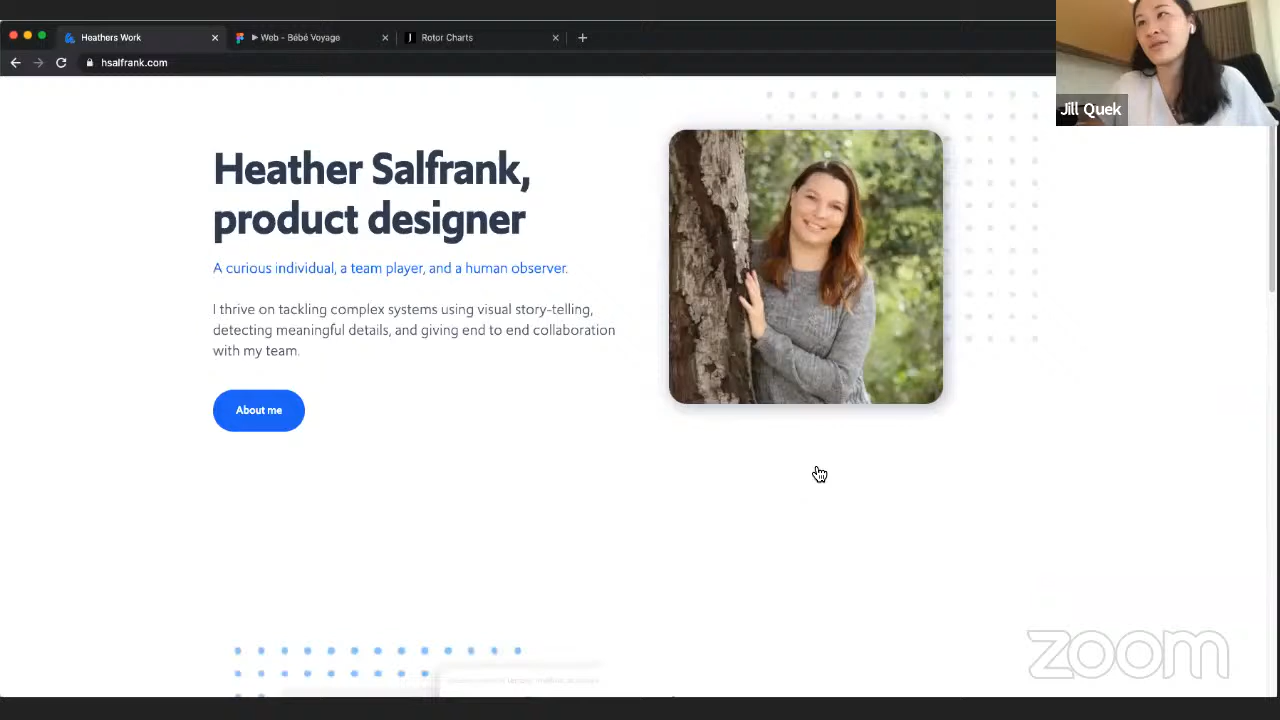 Heathers Work
Web - Bébé Voyage
Rotor Charts
hsalfrank.com
Jill Quek
Heather Salfrank,
product designer
A curious individual, a team player, and a human observer.
I thrive on tackling complex systems using visual story-telling,
detecting meaningful details, and giving end to end collaboration
with my team.
About me
zoom